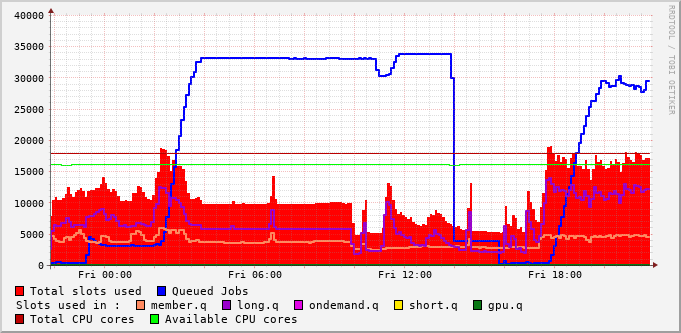 40000
35000
30000
25000
20000
15000
10000
5000
0
Fri 00:00 Fri 06:00 Fri 12:00 Fri 18:00
RRDTOOL / TOBI OETIKER
Total slots used Queued Jobs
Slots used in : member.q long.q ondemand.q short.q gpu.q
Total CPU cores Available CPU cores